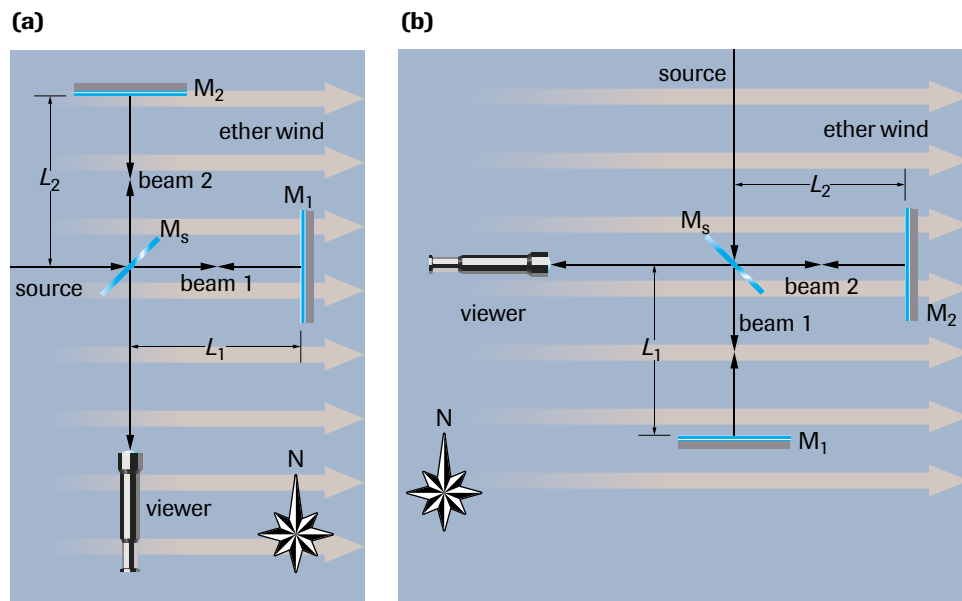 (a)
M2
ether wind
L2
beam 2
M1
Ms
source
beam 1
L1
N
viewer
(b)
source
ether wind
L2
Ms
viewer
beam 2
M2
beam 1
L1
N
M1